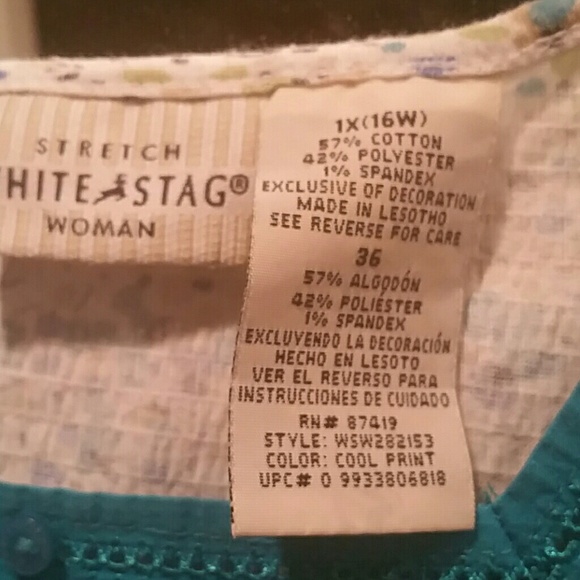 STRETCH
HITE STAG®
WOMAN
1X(16W)
57% COTTON
42% POLYESTER
1% SPANDEX
EXCLUSIVE OF DECORATION
MADE IN LESOTHO
SEE REVERSE FOR CARE
36
57% ALGODÓN
42% POLIÉSTER
1% SPANDEX
EXCLUYENDO LA DECORACIÓN
HECHO EN LESOTO
VER EL REVERSO PARA
INSTRUCCIONES DE CUIDADO
RN# 87419
STYLE: WSW282153
COLOR: COOL PRINT
UPC# 0 9933806818